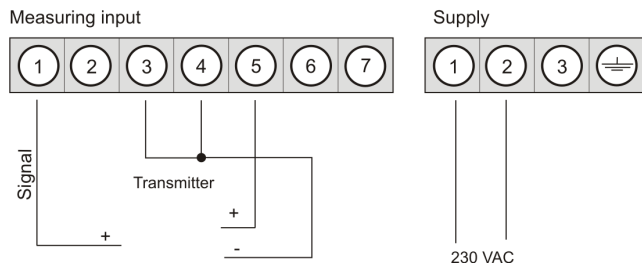 Measuring input
Supply
1 2 3 4 5 6 7
1 2 3
Signal
Transmitter
+
+
-
230 VAC